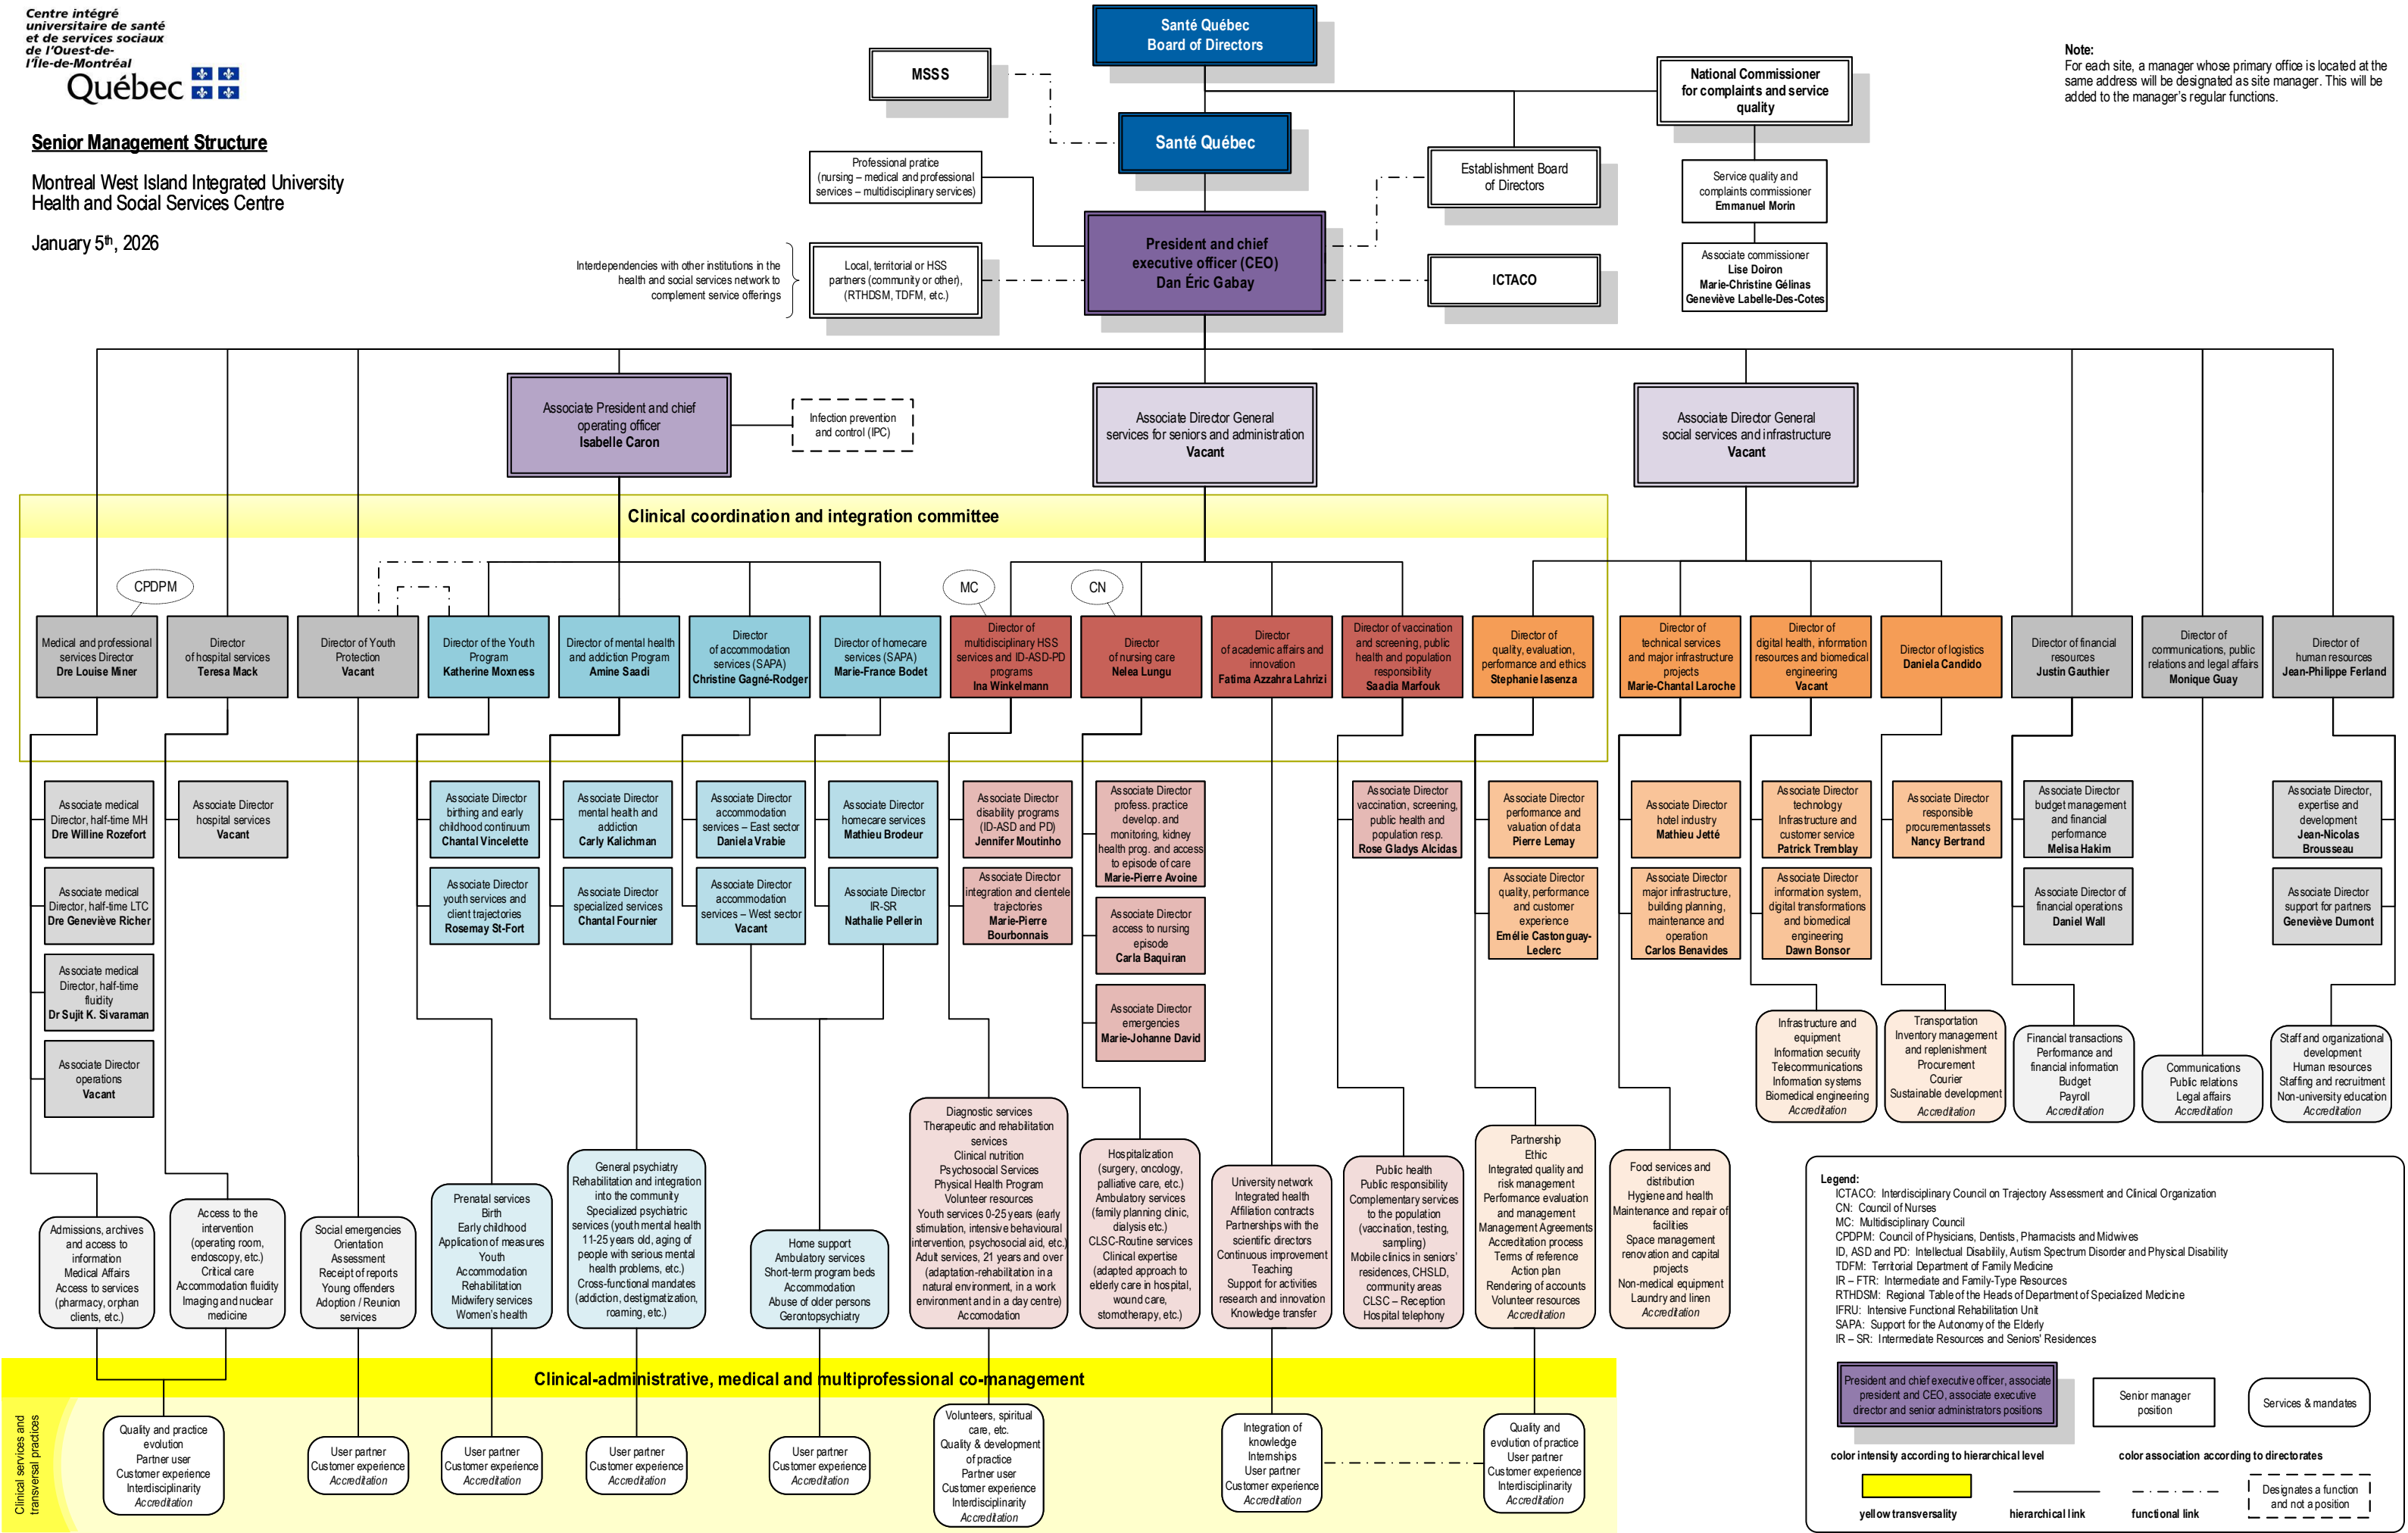 Centre intégré
universitaire de santé
et de services sociaux
de l'Ouest-de-
l'Île-de-Montréal
Québec
Senior Management Structure
Montreal West Island Integrated University
Health and Social Services Centre
January 5th, 2026
Santé Québec
Board of Directors
MSSS
National Commissioner
for complaints and service
quality
Note:
For each site, a manager whose primary office is located at the
same address will be designated as site manager. This will be
added to the manager's regular functions.
Santé Québec
Professional pratice
(nursing – medical and professional
services – multidisciplinary services)
Establishment Board
of Directors
Service quality and
complaints commissioner
Emmanuel Morin
President and chief
executive officer (CEO)
Dan Éric Gabay
Interdependencies with other institutions in the
health and social services network to
complement service offerings
Local, territorial or HSS
partners (community or other),
(RTHDSM, TDFM, etc.)
ICTACO
Associate commissioner
Lise Doiron
Marie-Christine Gélinas
Geneviève Labelle-Des-Cotes
Associate President and chief
operating officer
Isabelle Caron
Infection prevention
and control (IPC)
Associate Director General
services for seniors and administration
Vacant
Associate Director General
social services and infrastructure
Vacant
Clinical coordination and integration committee
CPDPM
MC
CN
Medical and professional
services Director
Dre Louise Miner
Director
of hospital services
Teresa Mack
Director of Youth
Protection
Vacant
Director of the Youth
Program
Katherine Moxness
Director of mental health
and addiction Program
Amine Saadi
Director
of accommodation
services (SAPA)
Christine Gagné-Rodger
Director of homecare
services (SAPA)
Marie-France Bodet
Director of
multidisciplinary HSS
services and ID-ASD-PD
programs
Ina Winkelmann
Director
of nursing care
Nelea Lungu
Director
of academic affairs and
innovation
Fatima Azzahra Lahrizi
Director of vaccination
and screening, public
health and population
responsibility
Saadia Marfouk
Director of
quality, evaluation,
performance and ethics
Stephanie Iasenza
Director of
technical services
and major infrastructure
projects
Marie-Chantal Laroche
Director of
digital health, information
resources and biomedical
engineering
Vacant
Director of logistics
Daniela Candido
Director of financial
resources
Justin Gauthier
Director of
communications, public
relations and legal affairs
Monique Guay
Director of
human resources
Jean-Philippe Ferland
Associate medical
Director, half-time MH
Dre Willine Rozefort
Associate medical
Director, half-time LTC
Dre Geneviève Richer
Associate medical
Director, half-time
fluidity
Dr Sujit K. Sivaraman
Associate Director
operations
Vacant
Associate Director
hospital services
Vacant
Associate Director
birthing and early
childhood continuum
Chantal Vincelette
Associate Director
youth services and
client trajectories
Rosemay St-Fort
Associate Director
mental health and
addiction
Carly Kalichman
Associate Director
specialized services
Chantal Fournier
Associate Director
accommodation
services – East sector
Daniela Vrabie
Associate Director
accommodation
services – West sector
Vacant
Associate Director
homecare services
Mathieu Brodeur
Associate Director
IR-SR
Nathalie Pellerin
Associate Director
disability programs
(ID-ASD and PD)
Jennifer Moutinho
Associate Director
integration and clientele
trajectories
Marie-Pierre
Bourbonnais
Associate Director
profess. practice
develop. and
monitoring, kidney
health prog. and access
to episode of care
Marie-Pierre Avoine
Associate Director
access to nursing
episode
Carla Baquiran
Associate Director
emergencies
Marie-Johanne David
Associate Director
vaccination, screening,
public health and
population resp.
Rose Gladys Alcidas
Associate Director
performance and
valuation of data
Pierre Lemay
Associate Director
quality, performance
and customer
experience
Emélie Castonguay-
Leclerc
Associate Director
hotel industry
Mathieu Jetté
Associate Director
major infrastructure,
building planning,
maintenance and
operation
Carlos Benavides
Associate Director
technology
Infrastructure and
customer service
Patrick Tremblay
Associate Director
information system,
digital transformations
and biomedical
engineering
Dawn Bonsor
Associate Director
responsible
procurementassets
Nancy Bertrand
Associate Director
budget management
and financial
performance
Melisa Hakim
Associate Director of
financial operations
Daniel Wall
Associate Director,
expertise and
development
Jean-Nicolas
Brousseau
Associate Director
support for partners
Geneviève Dumont
Admissions, archives
and access to
information
Medical Affairs
Access to services
(pharmacy, orphan
clients, etc.)
Access to the
intervention
(operating room,
endoscopy, etc.)
Critical care
Accommodation fluidity
Imaging and nuclear
medicine
Social emergencies
Orientation
Assessment
Receipt of reports
Young offenders
Adoption / Reunion
services
Prenatal services
Birth
Early childhood
Application of measures
Youth
Accommodation
Rehabilitation
Midwifery services
Women's health
General psychiatry
Rehabilitation and integration
into the community
Specialized psychiatric
services (youth mental health
11-25 years old, aging of
people with serious mental
health problems, etc.)
Cross-functional mandates
(addiction, destigmatization,
roaming, etc.)
Home support
Ambulatory services
Short-term program beds
Accommodation
Abuse of older persons
Gerontopsychiatry
Diagnostic services
Therapeutic and rehabilitation
services
Clinical nutrition
Psychosocial Services
Physical Health Program
Volunteer resources
Youth services 0-25 years (early
stimulation, intensive behavioural
intervention, psychosocial aid, etc.)
Adult services, 21 years and over
(adaptation-rehabilitation in a
natural environment, in a work
environment and in a day centre)
Accomodation
Hospitalization
(surgery, oncology,
palliative care, etc.)
Ambulatory services
(family planning clinic,
dialysis etc.)
CLSC-Routine services
Clinical expertise
(adapted approach to
elderly care in hospital,
wound care,
stomotherapy, etc.)
University network
Integrated health
Affiliation contracts
Partnerships with the
scientific directors
Continuous improvement
Teaching
Support for activities
research and innovation
Knowledge transfer
Public health
Public responsibility
Complementary services
to the population
(vaccination, testing,
sampling)
Mobile clinics in seniors'
residences, CHSLD,
community areas
CLSC – Reception
Hospital telephony
Partnership
Ethic
Integrated quality and
risk management
Performance evaluation
and management
Management Agreements
Accreditation process
Terms of reference
Action plan
Rendering of accounts
Volunteer resources
Accreditation
Food services and
distribution
Hygiene and health
Maintenance and repair of
facilities
Space management
renovation and capital
projects
Non-medical equipment
Laundry and linen
Accreditation
Infrastructure and
equipment
Information security
Telecommunications
Information systems
Biomedical engineering
Accreditation
Transportation
Inventory management
and replenishment
Procurement
Courier
Sustainable development
Accreditation
Financial transactions
Performance and
financial information
Budget
Payroll
Accreditation
Communications
Public relations
Legal affairs
Accreditation
Staff and organizational
development
Human resources
Staffing and recruitment
Non-university education
Accreditation
Clinical-administrative, medical and multiprofessional co-management
Clinical services and
transversal practices
Quality and practice
evolution
Partner user
Customer experience
Interdisciplinarity
Accreditation
User partner
Customer experience
Accreditation
User partner
Customer experience
Accreditation
User partner
Customer experience
Accreditation
User partner
Customer experience
Accreditation
Volunteers, spiritual
care, etc.
Quality & development
of practice
Partner user
Customer experience
Interdisciplinarity
Accreditation
Integration of
knowledge
Internships
User partner
Customer experience
Accreditation
Quality and
evolution of practice
User partner
Customer experience
Interdisciplinarity
Accreditation
Legend:
ICTACO: Interdisciplinary Council on Trajectory Assessment and Clinical Organization
CN: Council of Nurses
MC: Multidisciplinary Council
CPDPM: Council of Physicians, Dentists, Pharmacists and Midwives
ID, ASD and PD: Intellectual Disability, Autism Spectrum Disorder and Physical Disability
TDFM: Territorial Department of Family Medicine
IR – FTR: Intermediate and Family-Type Resources
RTHDSM: Regional Table of the Heads of Department of Specialized Medicine
IFRU: Intensive Functional Rehabilitation Unit
SAPA: Support for the Autonomy of the Elderly
IR – SR: Intermediate Resources and Seniors' Residences
President and chief executive officer, associate
president and CEO, associate executive
director and senior administrators positions
Senior manager
position
Services & mandates
color intensity according to hierarchical level
color association according to directorates
yellow transversality
hierarchical link
functional link
Designates a function
and not a position